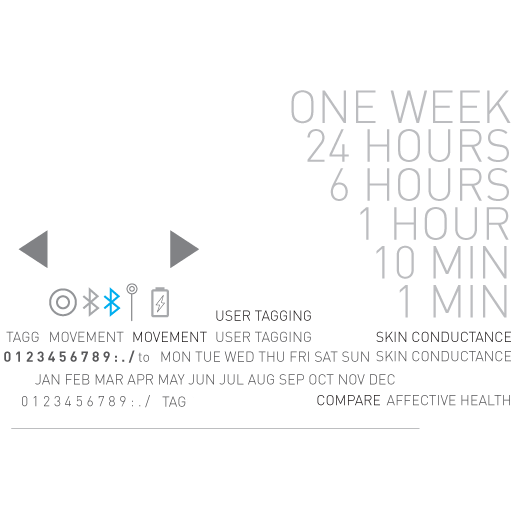 ONE WEEK
24 HOURS
6 HOURS
1 HOUR
10 MIN
1 MIN
USER TAGGING
TAGG MOVEMENT MOVEMENT USER TAGGING SKIN CONDUCTANCE
0123456789:./to MON TUE WED THU FRI SAT SUN SKIN CONDUCTANCE
JAN FEB MAR APR MAY JUN JUL AUG SEP OCT NOV DEC
0123456789:./ TAG COMPARE AFFECTIVE HEALTH